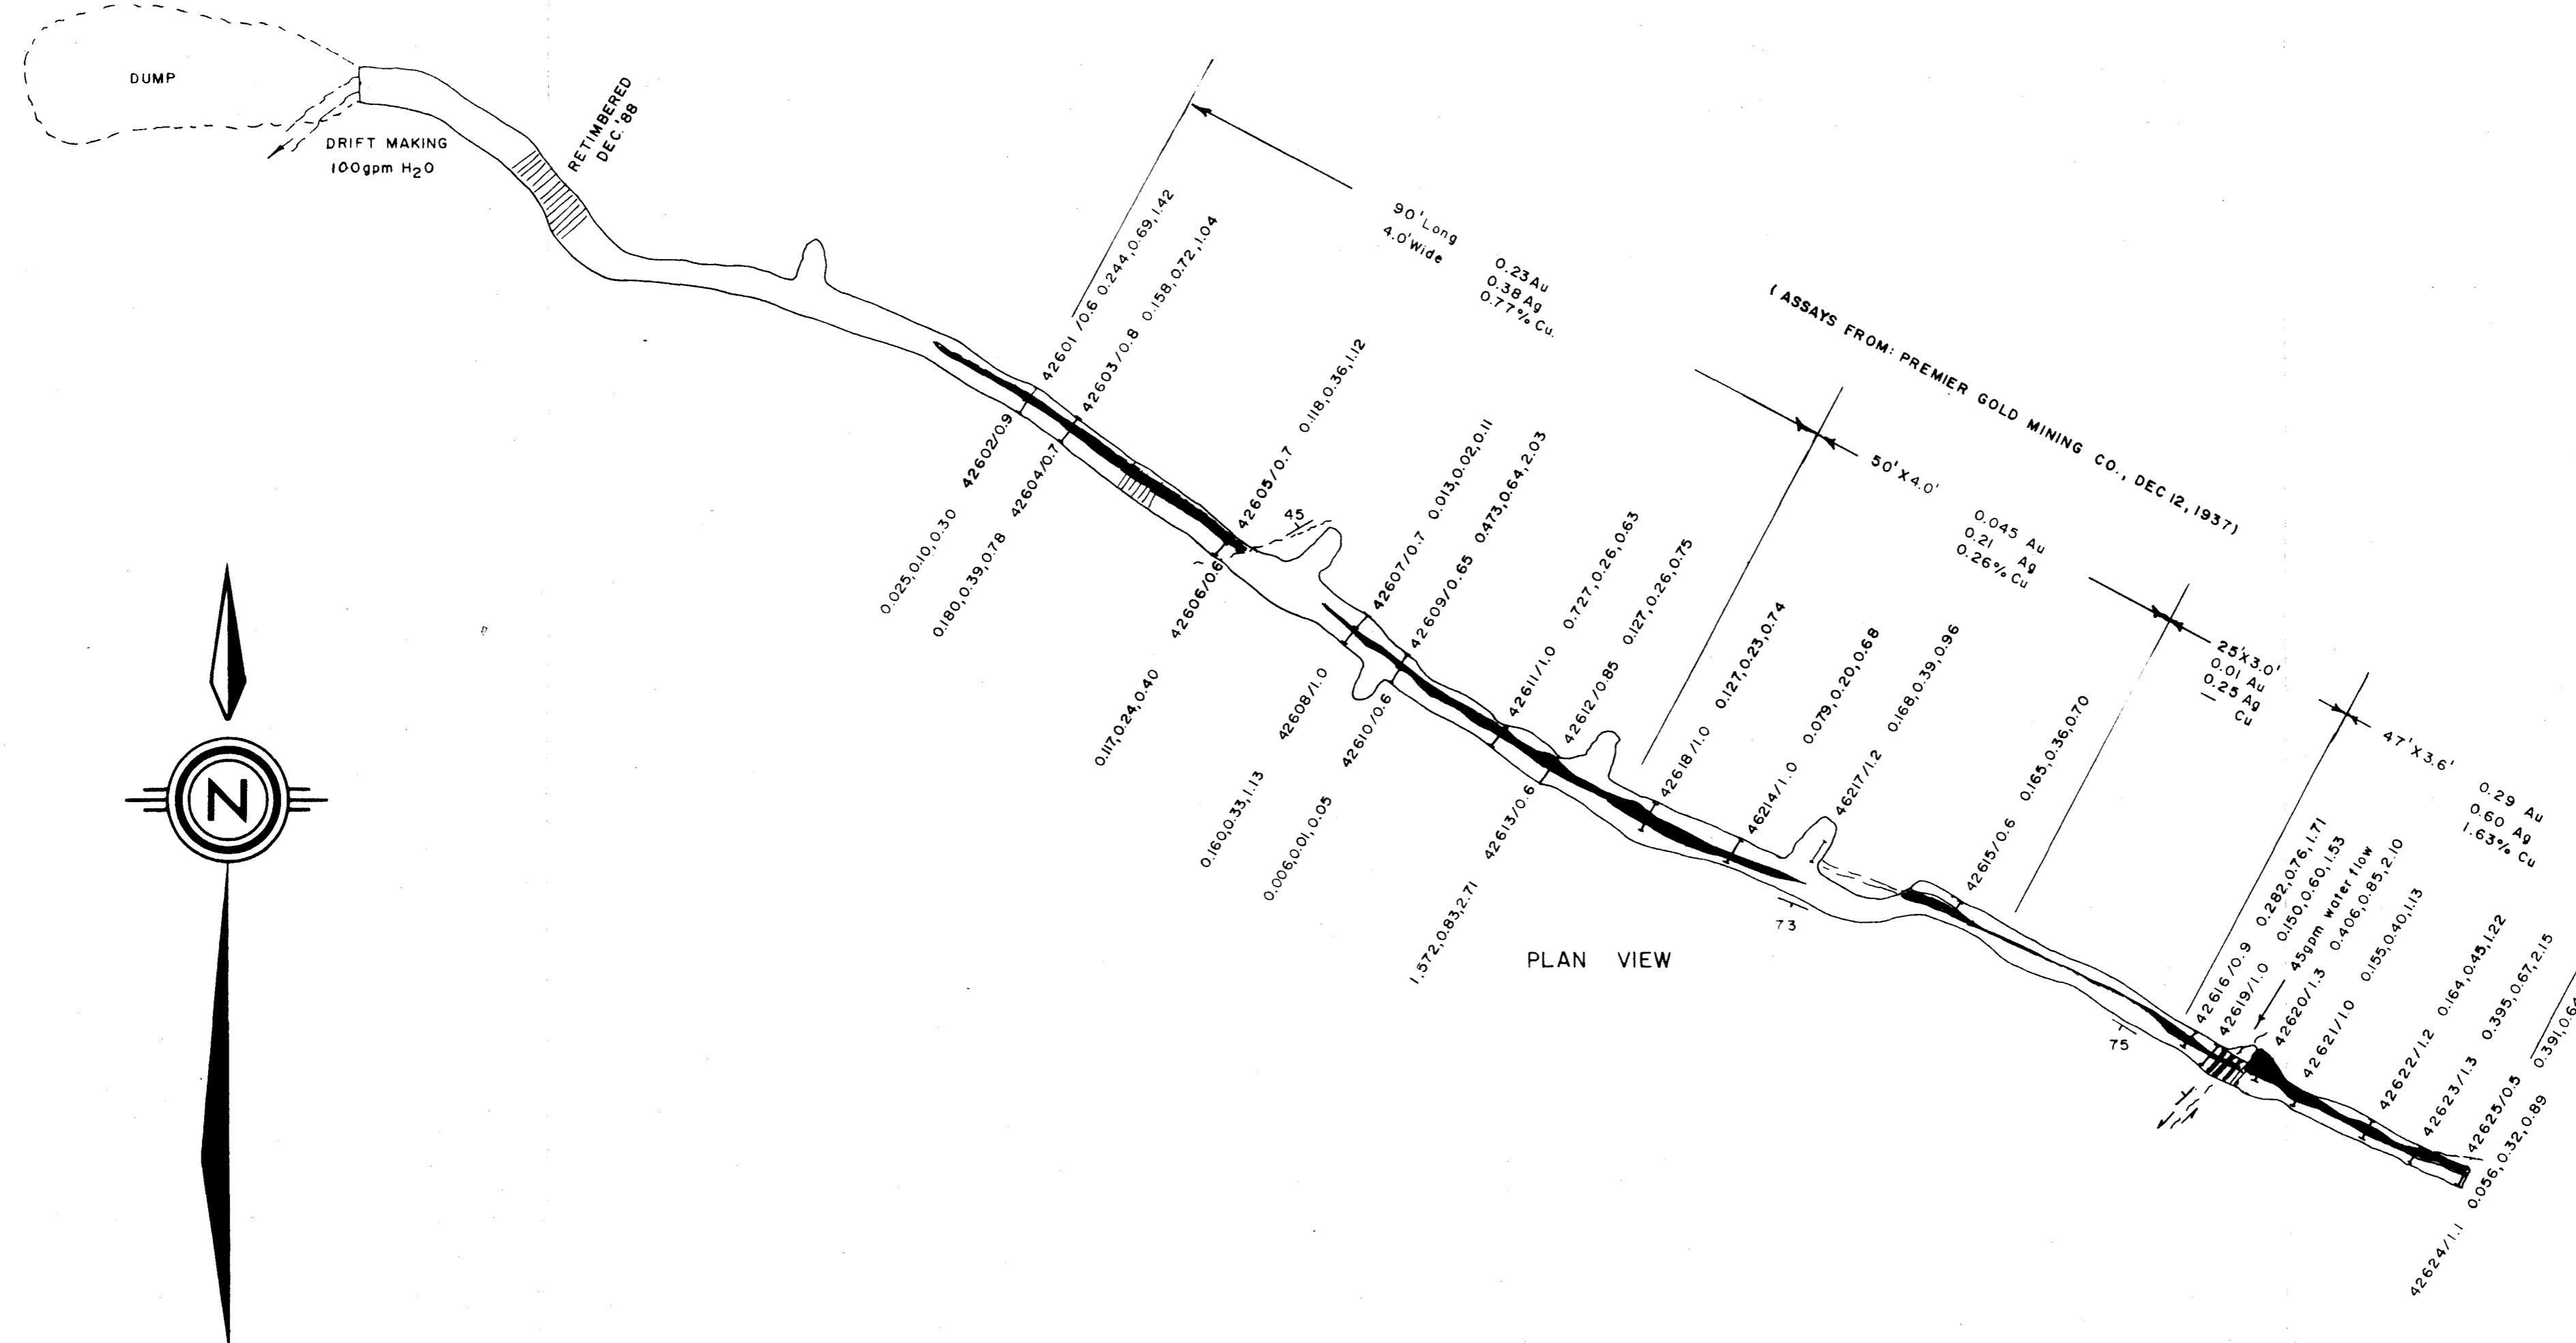 DUMP
DRIFT MAKING
100gpm H2O
RETIMBERED
DEC.'88
90' Long
4.0' Wide
0.23 Au
0.38 Ag
0.77% Cu.
(ASSAYS FROM: PREMIER GOLD MINING CO., DEC 12, 1937)
50' X 4.0'
0.045 Au
0.21 Ag
0.26% Cu
25' X 3.0'
0.01 Au
0.25 Ag
— Cu
47' X 3.6'
0.29 Au
0.60 Ag
1.63% Cu
42601 /0.6 0.244,0.69,1.42
42603/0.8 0.158,0.72,1.04
0.025,0.10,0.30 42602/0.9
0.180,0.39,0.78 42604/0.7
42605/0.7 0.118,0.36,1.12
45
0.117,0.24,0.40 42606/0.6
42607/0.7 0.013,0.02,0.11
42609/0.65 0.473,0.64,2.03
0.160,0.33,1.13 42608/1.0
0.006,0.01,0.05 42610/0.6
42611/1.0 0.727,0.26,0.63
42612/0.85 0.127,0.26,0.75
1.572,0.83,2.71 42613/0.6
42618/1.0 0.127,0.23,0.74
46214/1.0 0.079,0.20,0.68
46217/1.2 0.168,0.39,0.96
73
42615/0.6 0.165,0.36,0.70
PLAN VIEW
75
42616/0.9 0.282,0.76,1.71
42619/1.0 0.150,0.60,1.53
45gpm water flow
42620/1.3 0.406,0.85,2.10
42621/1.0 0.155,0.40,1.13
42622/1.2 0.164,0.45,1.22
42623/1.3 0.395,0.67,2.15
42625/0.5 0.391,0.64
42624/1.1 0.056,0.32,0.89
N